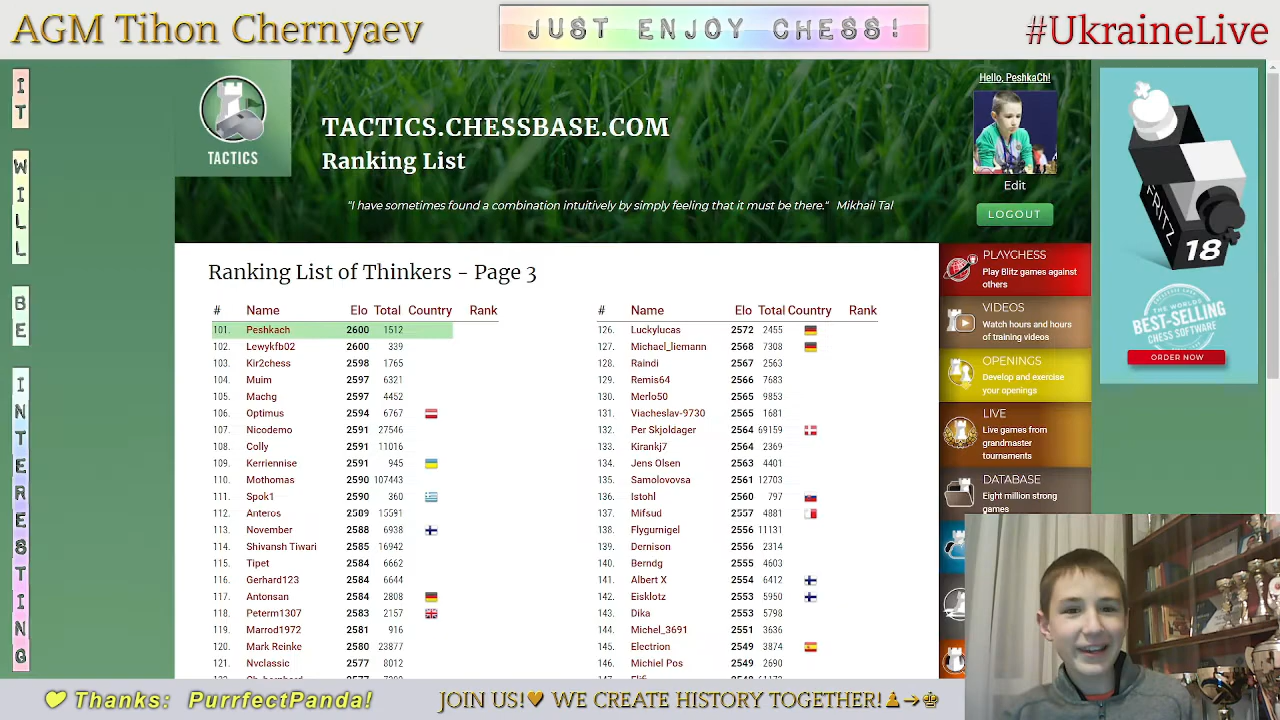 AGM Tihon Chernyaev
JUST ENJOY CHESS!
#UkraineLive
IT
WILL
BE
INTERESTING
TACTICS
TACTICS.CHESSBASE.COM
Ranking List
"I have sometimes found a combination intuitively by simply feeling that it must be there." Mikhail Tal
Hello, PeshkaCh!
Edit
LOGOUT
Ranking List of Thinkers - Page 3
# Name Elo Total Country Rank
101. Peshkach 2600 1512
102. Lewykfb02 2600 339
103. Kir2chess 2598 1765
104. Muim 2597 6321
105. Machg 2597 4452
106. Optimus 2594 6767
107. Nicodemo 2591 27546
108. Colly 2591 11016
109. Kerriennise 2591 945
110. Mothomas 2590 107443
111. Spok1 2590 360
112. Anteros 2589 15591
113. November 2588 6938
114. Shivansh Tiwari 2585 16942
115. Tipet 2584 6662
116. Gerhard123 2584 6644
117. Antonsan 2584 2808
118. Peterm1307 2583 2157
119. Marrod1972 2581 916
120. Mark Reinke 2580 23877
121. Nvclassic 2577 8012
# Name Elo Total Country Rank
126. Luckylucas 2572 2455
127. Michael_liemann 2568 7308
128. Raindi 2567 2563
129. Remis64 2566 7683
130. Merlo50 2565 9853
131. Viacheslav-9730 2565 1681
132. Per Skjoldager 2564 69159
133. Kirankj7 2564 2369
134. Jens Olsen 2563 4401
135. Samolovovsa 2561 12703
136. Istohl 2560 797
137. Mifsud 2557 4881
138. Flygurnigel 2556 11131
139. Dernison 2556 2314
140. Berndg 2555 4603
141. Albert X 2554 6412
142. Eisklotz 2553 5950
143. Dika 2553 5798
144. Michel_3691 2551 3636
145. Electrion 2549 3874
146. Michiel Pos 2549 2690
PLAYCHESS
Play Blitz games against
others
VIDEOS
Watch hours and hours
of training videos
OPENINGS
Develop and exercise
your openings
LIVE
Live games from
grandmaster
tournaments
DATABASE
Eight million strong
games
FRITZ
18
THE WORLD'S
BEST-SELLING
CHESS SOFTWARE
ORDER NOW
Thanks: PurrfectPanda!
JOIN US! WE CREATE HISTORY TOGETHER!